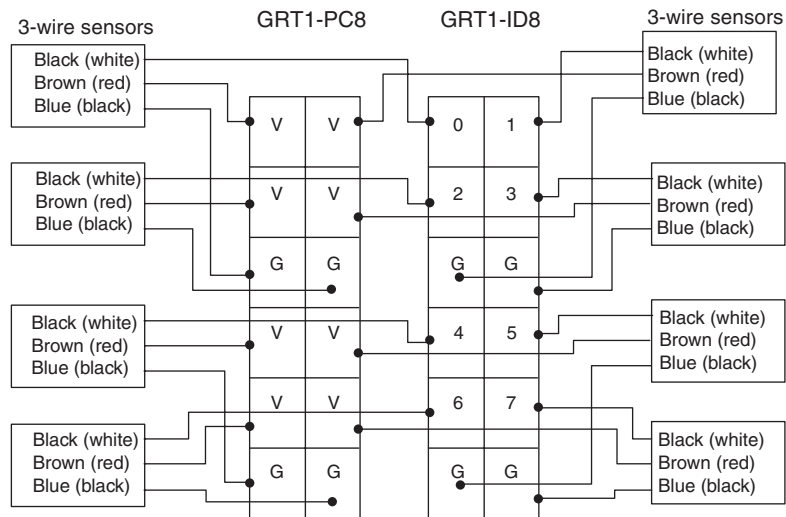 3-wire sensors
GRT1-PC8
GRT1-ID8
3-wire sensors
Black (white)
Brown (red)
Blue (black)
Black (white)
Brown (red)
Blue (black)
V V 0 1
Black (white)
Brown (red)
Blue (black)
V V 2 3
Black (white)
Brown (red)
Blue (black)
G G G G
Black (white)
Brown (red)
Blue (black)
V V 4 5
Black (white)
Brown (red)
Blue (black)
V V 6 7
Black (white)
Brown (red)
Blue (black)
G G G G
Black (white)
Brown (red)
Blue (black)